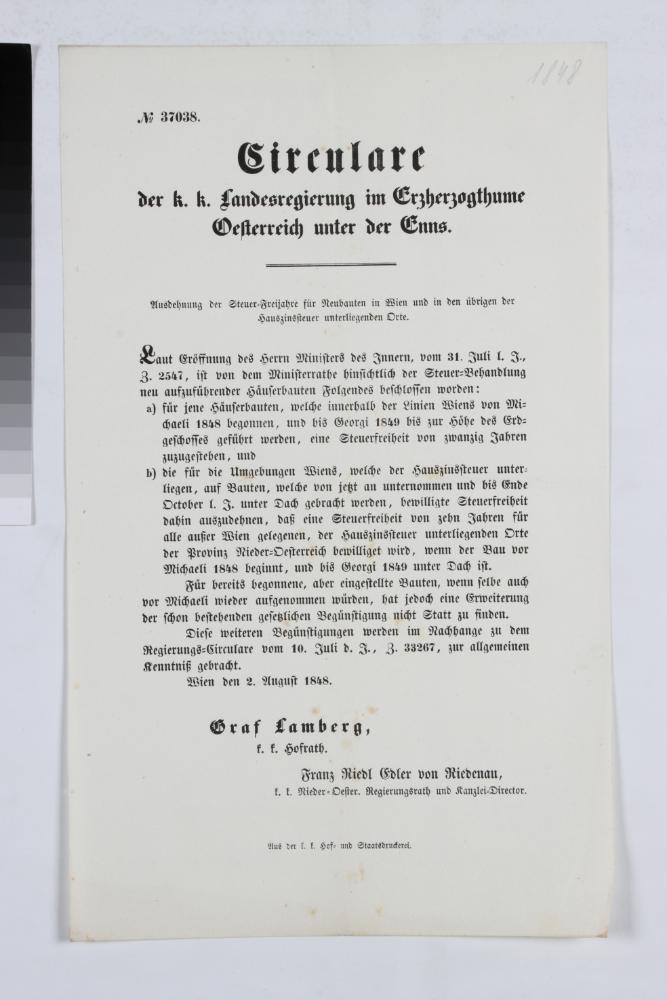 1848
№ 37038.
Circulare
der k. k. Landesregierung im Erzherzogthume
Oesterreich unter der Enns.
Ausdehnung der Steuer-Freijahre für Neubauten in Wien und in den übrigen der
Hauszinssteuer unterliegenden Orte.
Laut Eröffnung des Herrn Ministers des Innern, vom 31. Juli l. J.,
Z. 2547, ist von dem Ministerrathe hinsichtlich der Steuer-Behandlung
neu aufzuführender Häuserbauten Folgendes beschlossen worden:
a) für jene Häuserbauten, welche innerhalb der Linien Wiens von Mi-
chaeli 1848 begonnen, und bis Georgi 1849 bis zur Höhe des Erd-
geschosses geführt werden, eine Steuerfreiheit von zwanzig Jahren
zuzugestehen, und
b) die für die Umgebungen Wiens, welche der Hauszinssteuer unter-
liegen, auf Bauten, welche von jetzt an unternommen und bis Ende
October l. J. unter Dach gebracht werden, bewilligte Steuerfreiheit
dahin auszudehnen, daß eine Steuerfreiheit von zehn Jahren für
alle außer Wien gelegenen, der Hauszinssteuer unterliegenden Orte
der Provinz Nieder-Oesterreich bewilliget wird, wenn der Bau vor
Michaeli 1848 beginnt, und bis Georgi 1849 unter Dach ist.
Für bereits begonnene, aber eingestellte Bauten, wenn selbe auch
vor Michaeli wieder aufgenommen würden, hat jedoch eine Erweiterung
der schon bestehenden gesetzlichen Begünstigung nicht Statt zu finden.
Diese weiteren Begünstigungen werden im Nachhange zu dem
Regierungs-Circulare vom 10. Juli d. J., Z. 33267, zur allgemeinen
Kenntniß gebracht.
Wien den 2. August 1848.
Graf Lamberg,
k. k. Hofrath.
Franz Riedl Edler von Riedenau,
k. k. Nieder-Oester. Regierungsrath und Kanzlei-Director.
Aus der k. k. Hof- und Staatsdruckerei.